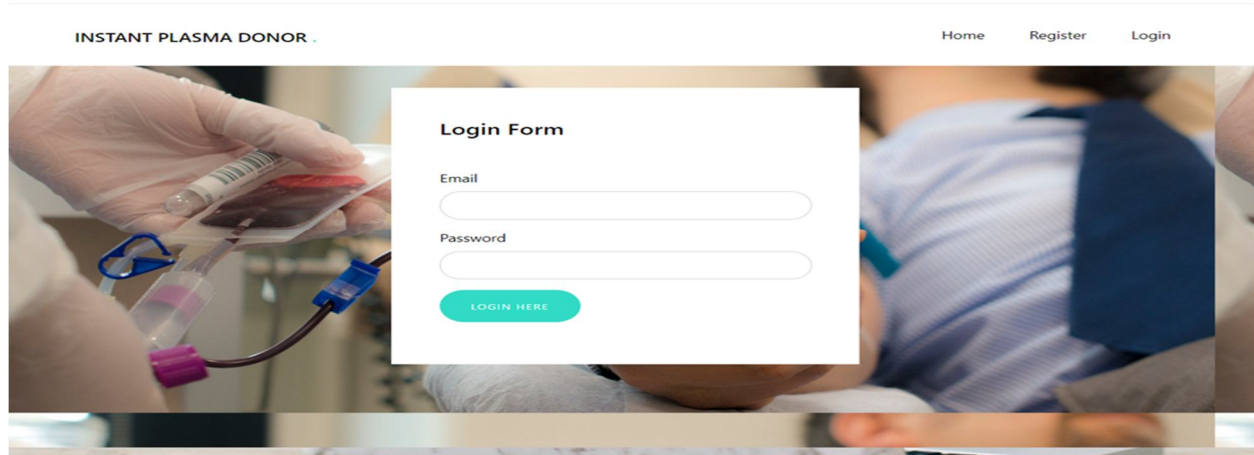 INSTANT PLASMA DONOR .
Home Register Login
Login Form
Email
Password
LOGIN HERE